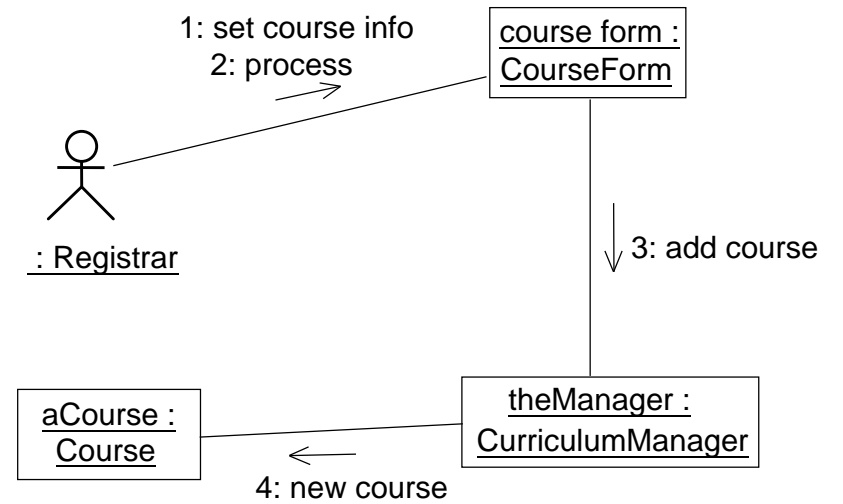 1: set course info
2: process
course form :
CourseForm
: Registrar
3: add course
theManager :
CurriculumManager
aCourse :
Course
4: new course